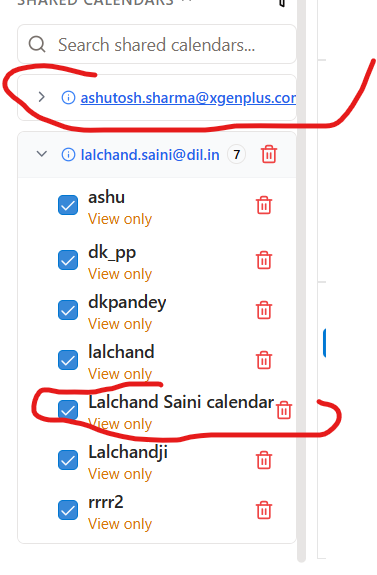 SHARED CALENDARS
Search shared calendars...
ashutosh.sharma@xgenplus.cor
lalchand.saini@dil.in 7
ashu
View only
dk_pp
View only
dkpandey
View only
lalchand
View only
Lalchand Saini calendar
View only
Lalchandji
View only
rrrr2
View only